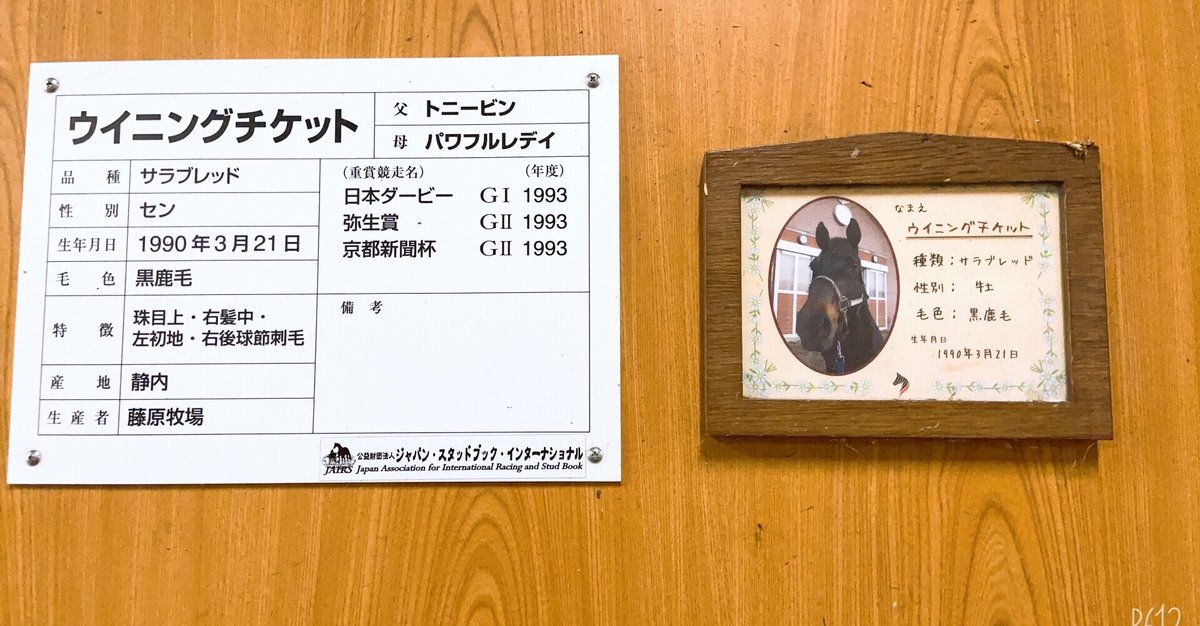 ウイニングチケット
父 トニービン
母 パワフルレデイ
品種 サラブレッド
性別 セン
生年月日 1990年3月21日
毛色 黒鹿毛
特徴 珠目上・右髪中・
左初地・右後球節刺毛
産地 静内
生産者 藤原牧場
(重賞競走名) (年度)
日本ダービー GⅠ 1993
弥生賞 GⅡ 1993
京都新聞杯 GⅡ 1993
備考
公益財団法人 ジャパン・スタッドブック・インターナショナル
JAIRS Japan Association for International Racing and Stud Book
なまえ
ウイニングチケット
種類;サラブレッド
性別; 牡
毛色; 黒鹿毛
生年月日
1990年3月21日